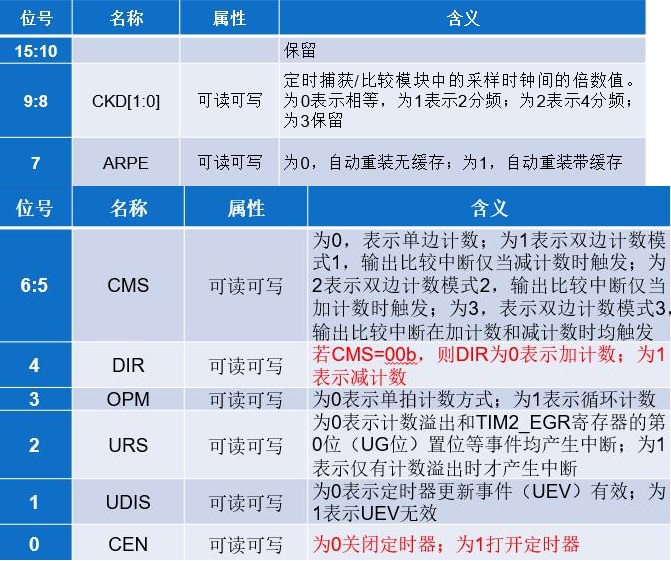 位号 名称 属性 含义
15:10 保留
定时捕获/比较模块中的采样时钟间的倍数值。
9:8 CKD[1:0] 可读可写 为0表示相等，为1表示2分频；为2表示4分频；
为3保留
7 ARPE 可读可写 为0，自动重装无缓存；为1，自动重装带缓存
位号 名称 属性 含义
为0，表示单边计数；为1表示双边计数模
式1，输出比较中断仅当减计数时触发；为
6:5 CMS 可读可写 2表示双边计数模式2，输出比较中断仅当
加计数时触发；为3，表示双边计数模式3，
输出比较中断在加计数和减计数时均触发
4 DIR 可读可写 若CMS=00b，则DIR为0表示加计数；为1
表示减计数
3 OPM 可读可写 为0表示单拍计数方式；为1表示循环计数
为0表示计数溢出和TIM2_EGR寄存器的第
2 URS 可读可写 0位（UG位）置位等事件均产生中断；为1
表示仅有计数溢出时才产生中断
1 UDIS 可读可写 为0表示定时器更新事件（UEV）有效；为
1表示UEV无效
0 CEN 可读可写 为0关闭定时器；为1打开定时器